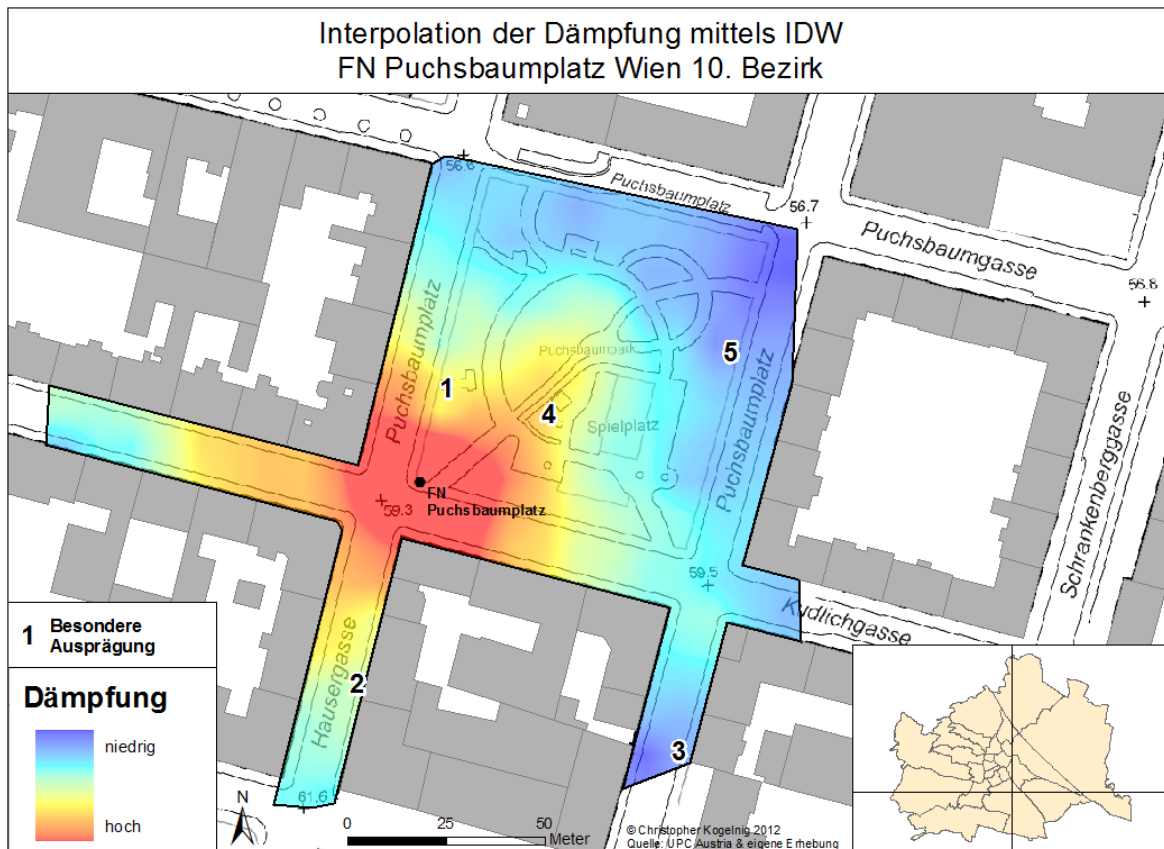 Interpolation der Dämpfung mittels IDW
FN Puchsbaumplatz Wien 10. Bezirk
56.6
Puchsbaumplatz
56.7
Puchsbaumgasse
56.8
Puchsbaumplatz
Puchsbaumpark
5
1
4
Spielplatz
Puchsbaumplatz
Schrankenberggasse
FN
Puchsbaumplatz
59.3
59.5
Kudlichgasse
Hausergasse
2
3
61.6
1 Besondere
Ausprägung
Dämpfung
niedrig
hoch
N
0 25 50
Meter
© Christopher Kogelnig 2012
Quelle: UPC Austria & eigene Erhebung